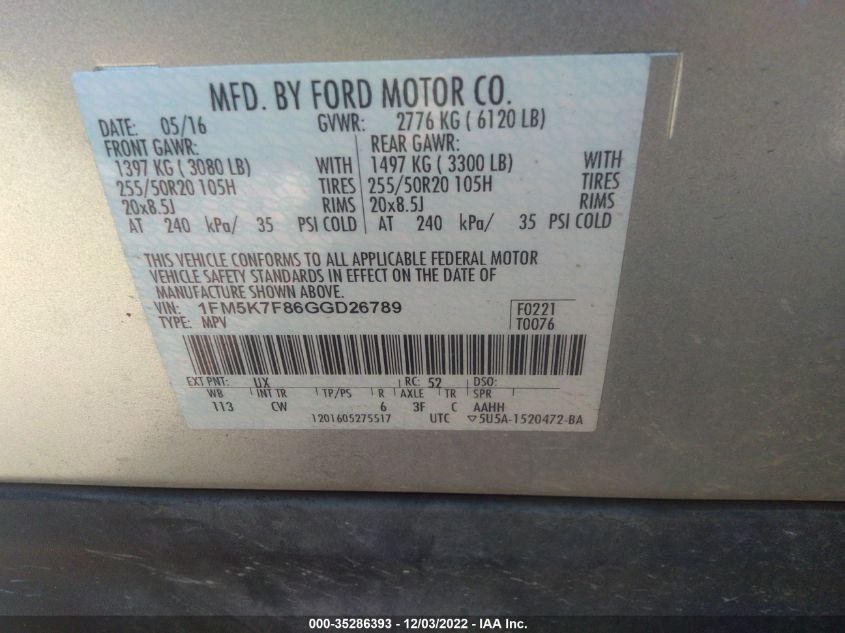 MFD. BY FORD MOTOR CO.
DATE: 05/16 GVWR: 2776 KG ( 6120 LB)
FRONT GAWR: REAR GAWR:
1397 KG ( 3080 LB) WITH 1497 KG ( 3300 LB) WITH
255/50R20 105H TIRES 255/50R20 105H TIRES
20x8.5J RIMS 20x8.5J RIMS
AT 240 kPa/ 35 PSI COLD AT 240 kPa/ 35 PSI COLD
THIS VEHICLE CONFORMS TO ALL APPLICABLE FEDERAL MOTOR
VEHICLE SAFETY STANDARDS IN EFFECT ON THE DATE OF
MANUFACTURE SHOWN ABOVE.
VIN: 1FM5K7F86GGD26789 F0221
TYPE: MPV T0076
EXT PNT: UX RC: 52 DSO:
WB INT TR TP/PS R AXLE TR SPR
113 CW 6 3F C AAHH
1201605275517 UTC ▽5U5A-1520472-BA
000-35286393 - 12/03/2022 - IAAI.com